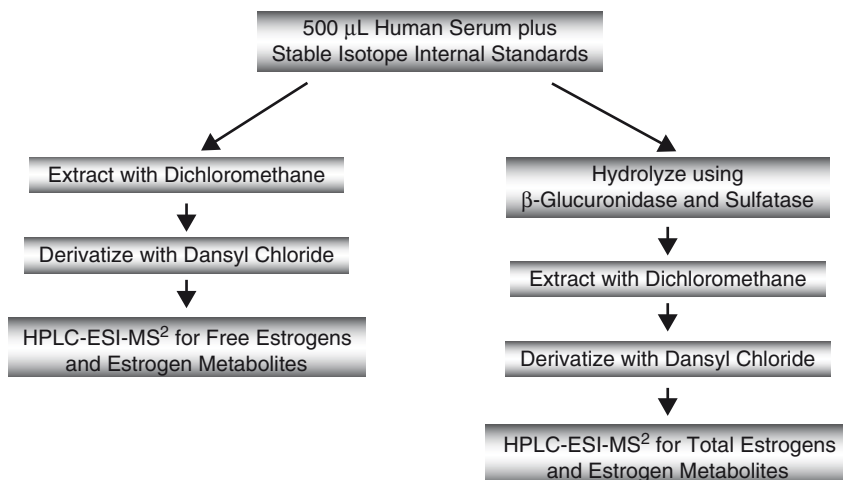 500 μL Human Serum plus
Stable Isotope Internal Standards
Extract with Dichloromethane
Derivatize with Dansyl Chloride
HPLC-ESI-MS² for Free Estrogens
and Estrogen Metabolites
Hydrolyze using
β-Glucuronidase and Sulfatase
Extract with Dichloromethane
Derivatize with Dansyl Chloride
HPLC-ESI-MS² for Total Estrogens
and Estrogen Metabolites